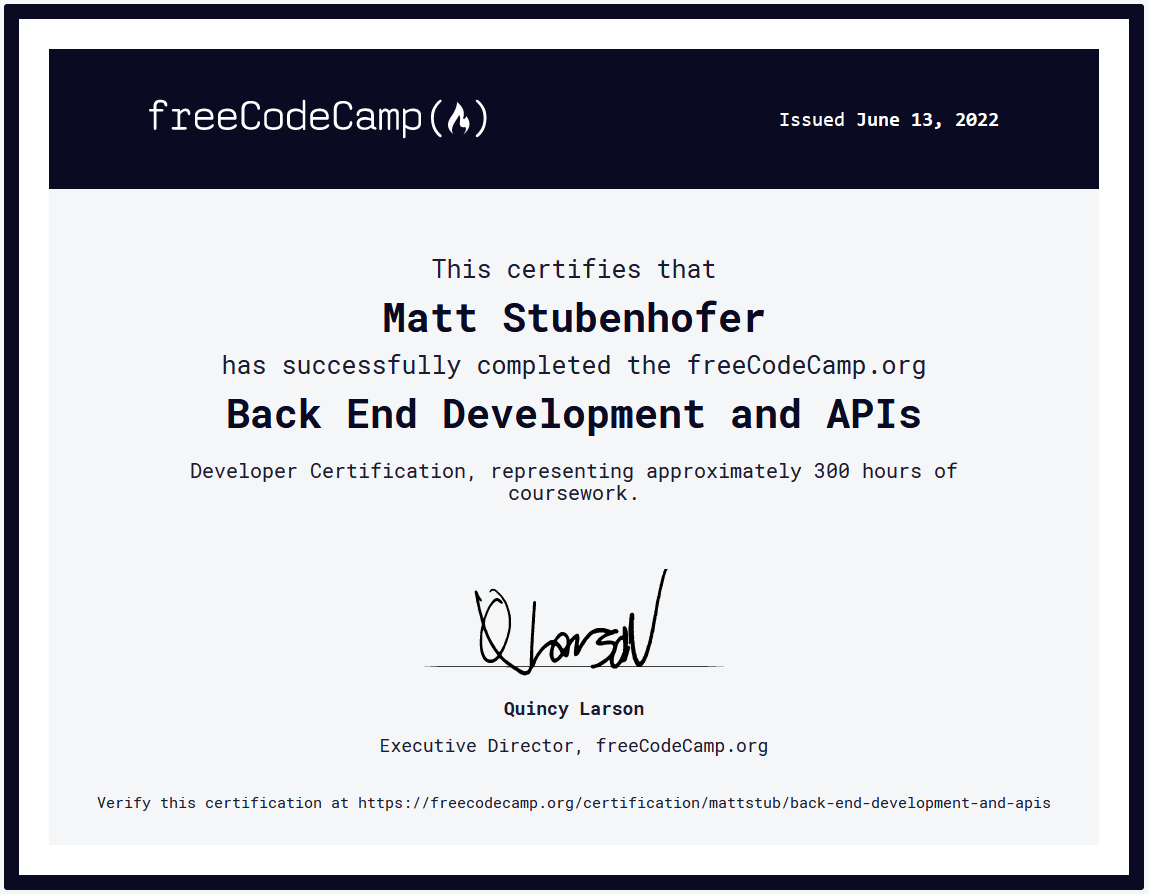 freeCodeCamp(🔥)
Issued June 13, 2022
This certifies that
Matt Stubenhofer
has successfully completed the freeCodeCamp.org
Back End Development and APIs
Developer Certification, representing approximately 300 hours of
coursework.
Q Larson
Quincy Larson
Executive Director, freeCodeCamp.org
Verify this certification at https://freecodecamp.org/certification/mattstub/back-end-development-and-apis